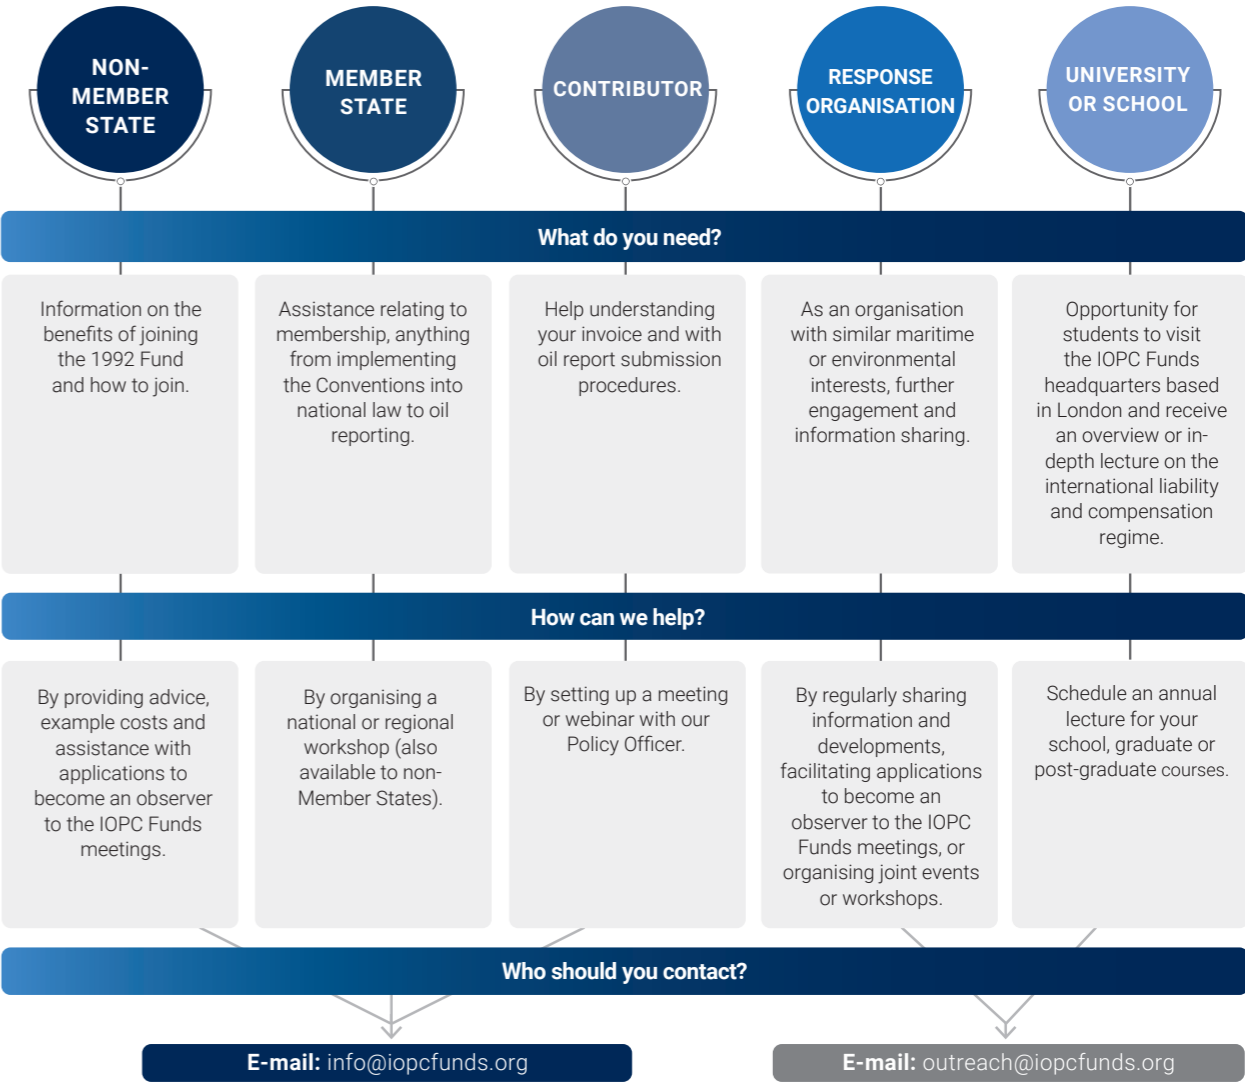 NON-
MEMBER
STATE
MEMBER
STATE
CONTRIBUTOR
RESPONSE
ORGANISATION
UNIVERSITY
OR SCHOOL
What do you need?
Information on the
benefits of joining
the 1992 Fund
and how to join.
Assistance relating to
membership, anything
from implementing
the Conventions into
national law to oil
reporting.
Help understanding
your invoice and with
oil report submission
procedures.
As an organisation
with similar maritime
or environmental
interests, further
engagement and
information sharing.
Opportunity for
students to visit
the IOPC Funds
headquarters based
in London and receive
an overview or in-
depth lecture on the
international liability
and compensation
regime.
How can we help?
By providing advice,
example costs and
assistance with
applications to
become an observer
to the IOPC Funds
meetings.
By organising a
national or regional
workshop (also
available to non-
Member States).
By setting up a meeting
or webinar with our
Policy Officer.
By regularly sharing
information and
developments,
facilitating applications
to become an
observer to the IOPC
Funds meetings, or
organising joint events
or workshops.
Schedule an annual
lecture for your
school, graduate or
post-graduate courses.
Who should you contact?
E-mail: info@iopcfunds.org
E-mail: outreach@iopcfunds.org